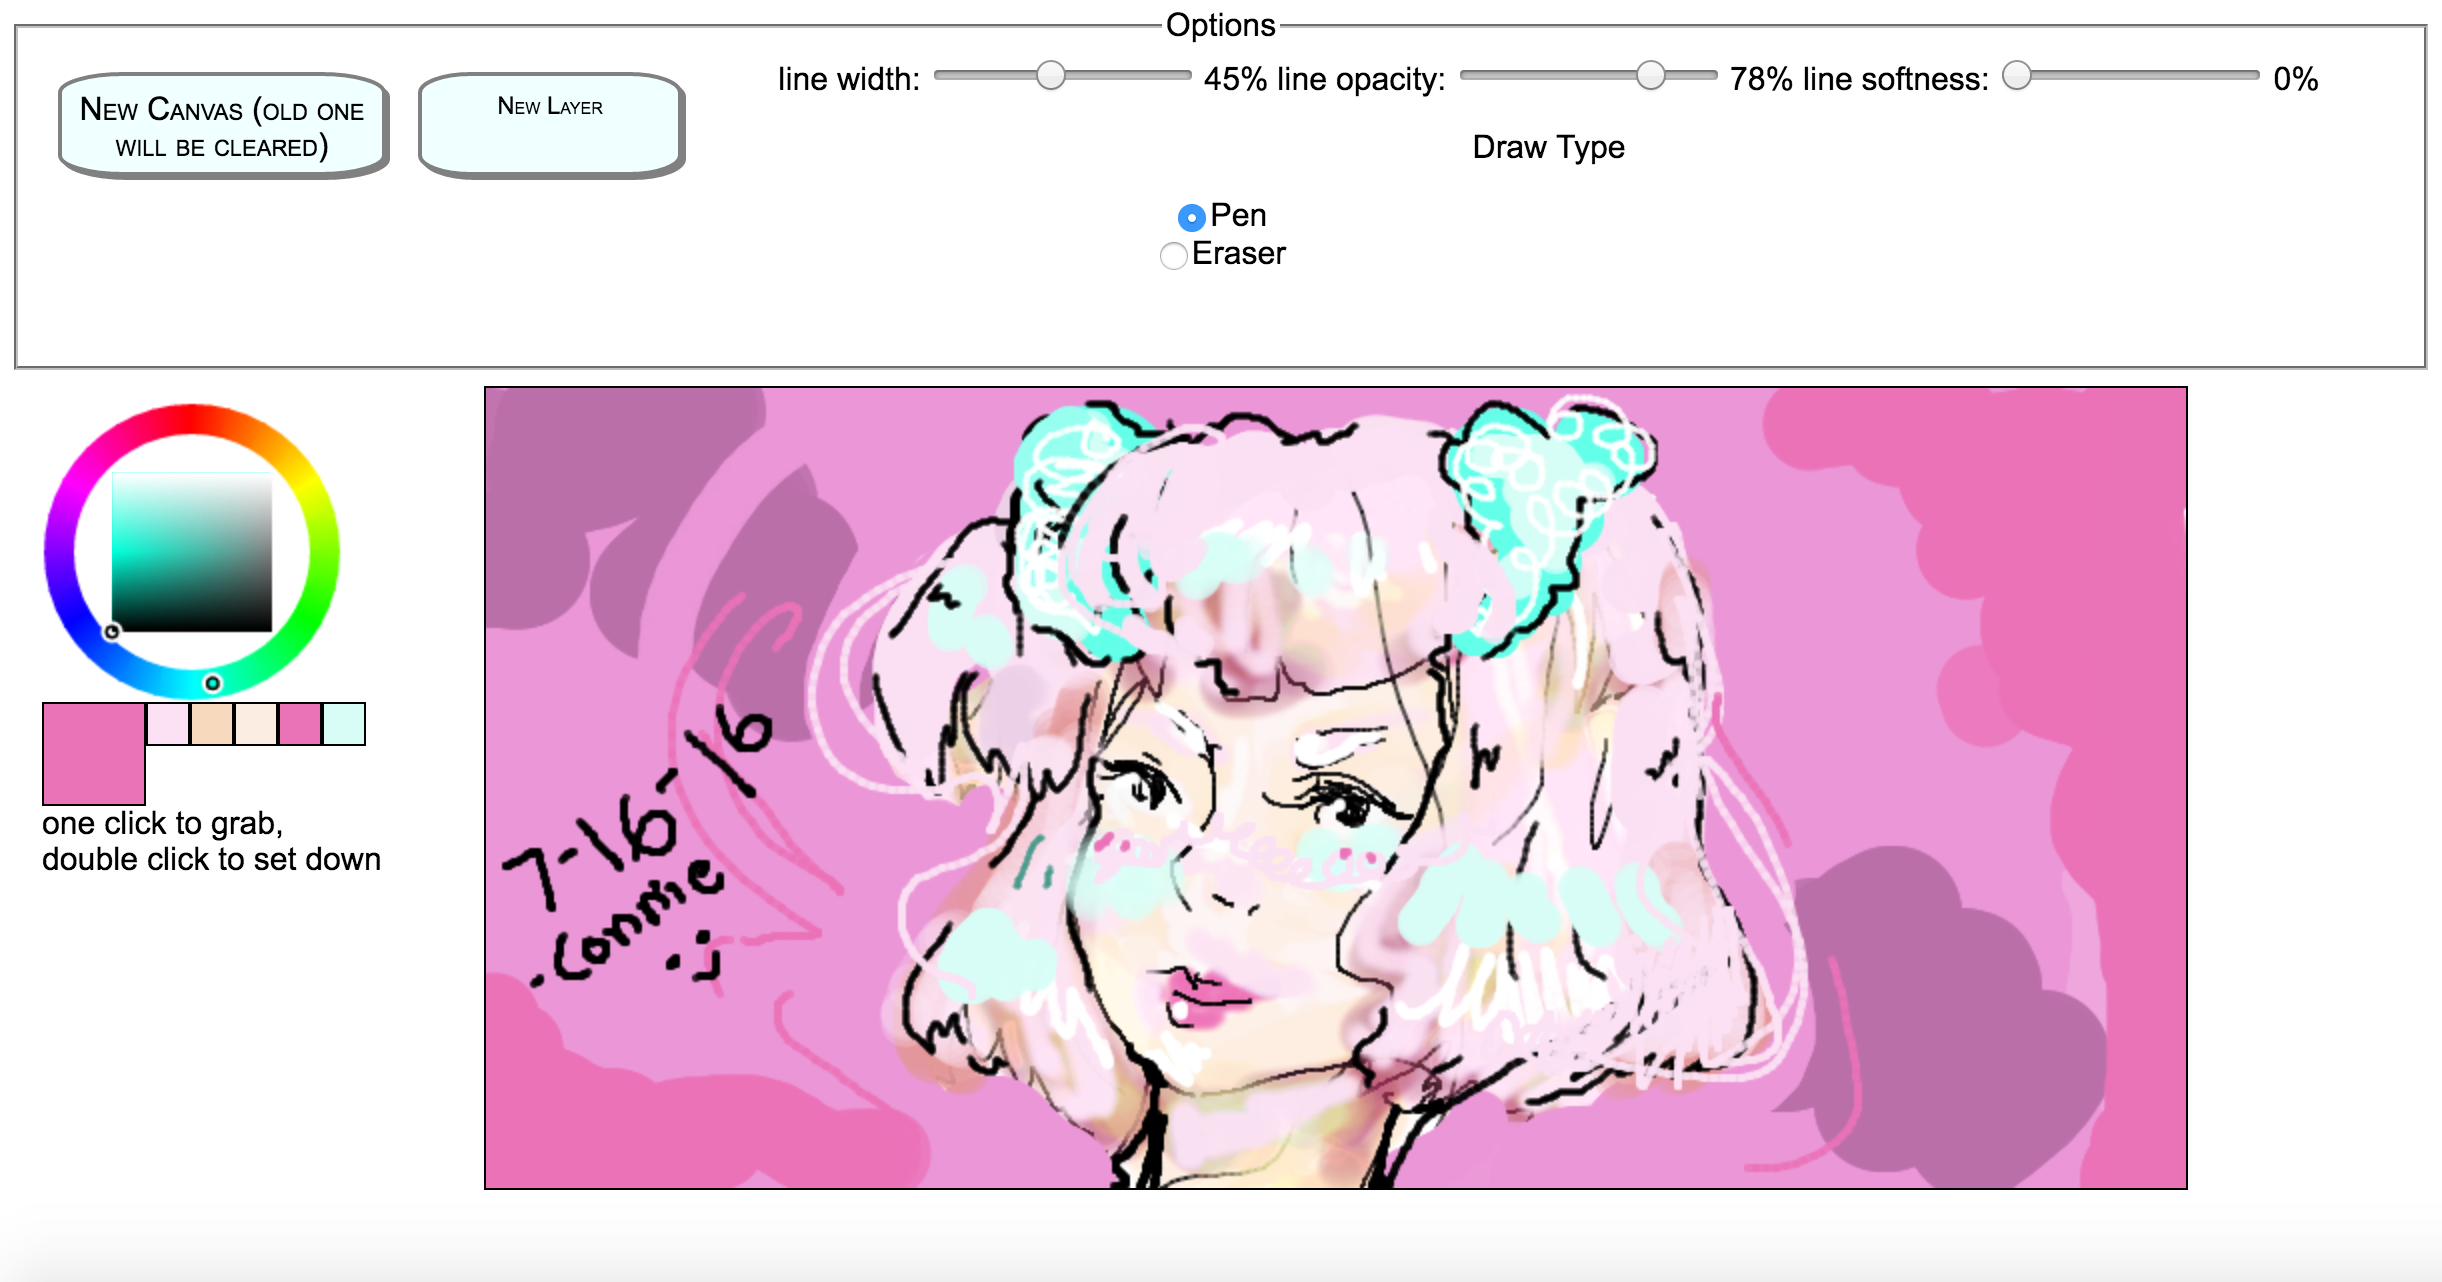 Options
New Canvas (old one will be cleared)
New Layer
line width: 45% line opacity: 78% line softness: 0%
Draw Type
Pen
Eraser
one click to grab,
double click to set down
7-16-16
.conme
.j